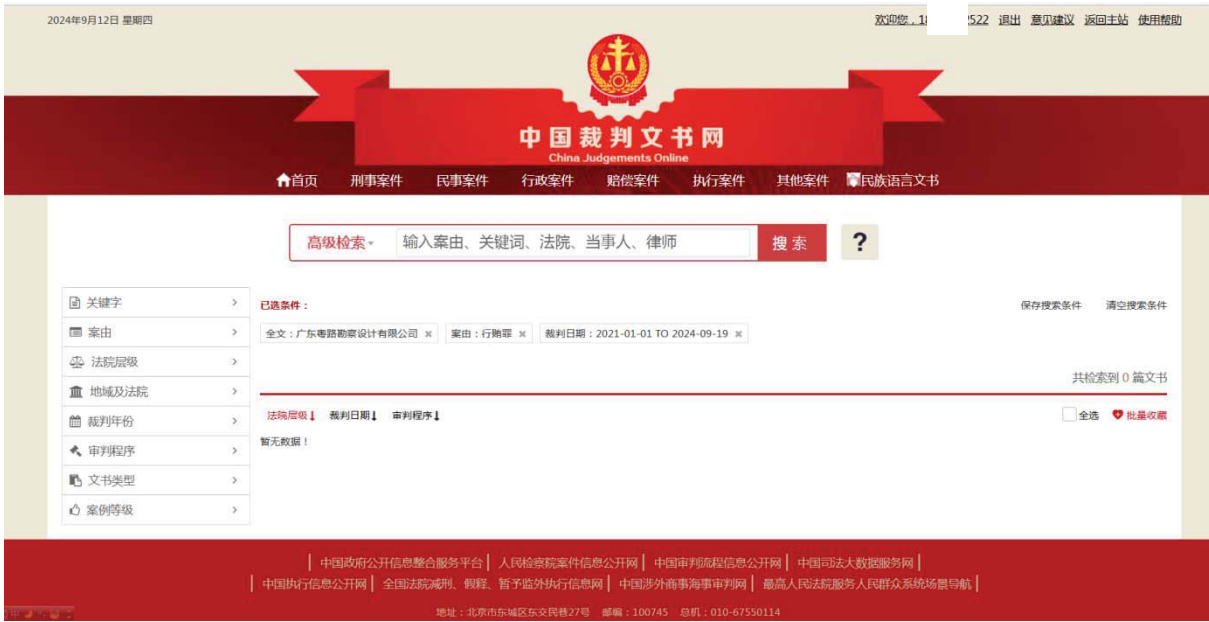 2024年9月12日 星期四
欢迎您，18 2522 退出 意见建议 返回主站 使用帮助
中国裁判文书网
China Judgements Online
首页 刑事案件 民事案件 行政案件 赔偿案件 执行案件 其他案件 民族语言文书
高级检索 输入案由、关键词、法院、当事人、律师 搜索 ?
关键字
案由
法院层级
地域及法院
裁判年份
审判程序
文书类型
案例等级
已选条件： 保存搜索条件 清空搜索条件
全文：广东粤路勘察设计有限公司 × 案由：行贿罪 × 裁判日期：2021-01-01 TO 2024-09-19 ×
共检索到 0 篇文书
法院层级 裁判日期 审判程序 全选 批量收藏
暂无数据！
中国政府公开信息整合服务平台 | 人民检察院案件信息公开网 | 中国审判流程信息公开网 | 中国司法大数据服务网 |
中国执行信息公开网 | 全国法院减刑、假释、暂予监外执行信息网 | 中国涉外商事海事审判网 | 最高人民法院服务人民群众系统场景导航 |
地址：北京市东城区东交民巷27号 邮编：100745 总机：010-67550114